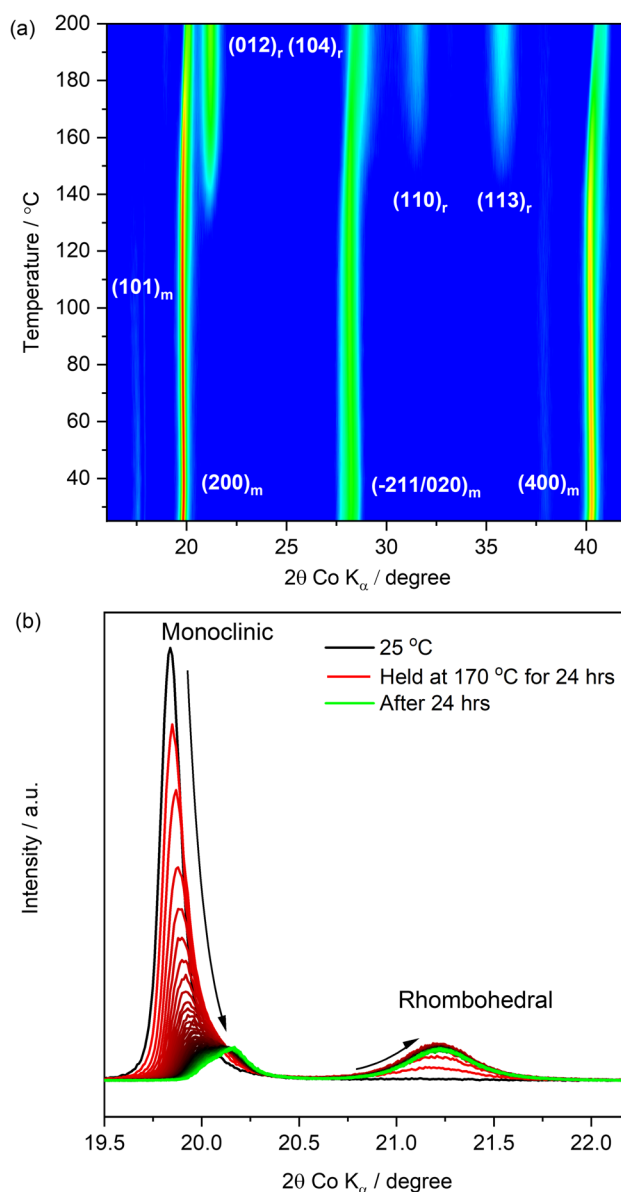 (a)
200
180
160
140
120
100
80
60
40
Temperature / °C
(012)r (104)r
(110)r
(113)r
(101)m
(200)m
(-211/020)m
(400)m
20
25
30
35
40
2θ Co Kα / degree
(b)
Monoclinic
25 °C
Held at 170 °C for 24 hrs
After 24 hrs
Intensity / a.u.
Rhombohedral
19.5
20.0
20.5
21.0
21.5
22.0
2θ Co Kα / degree